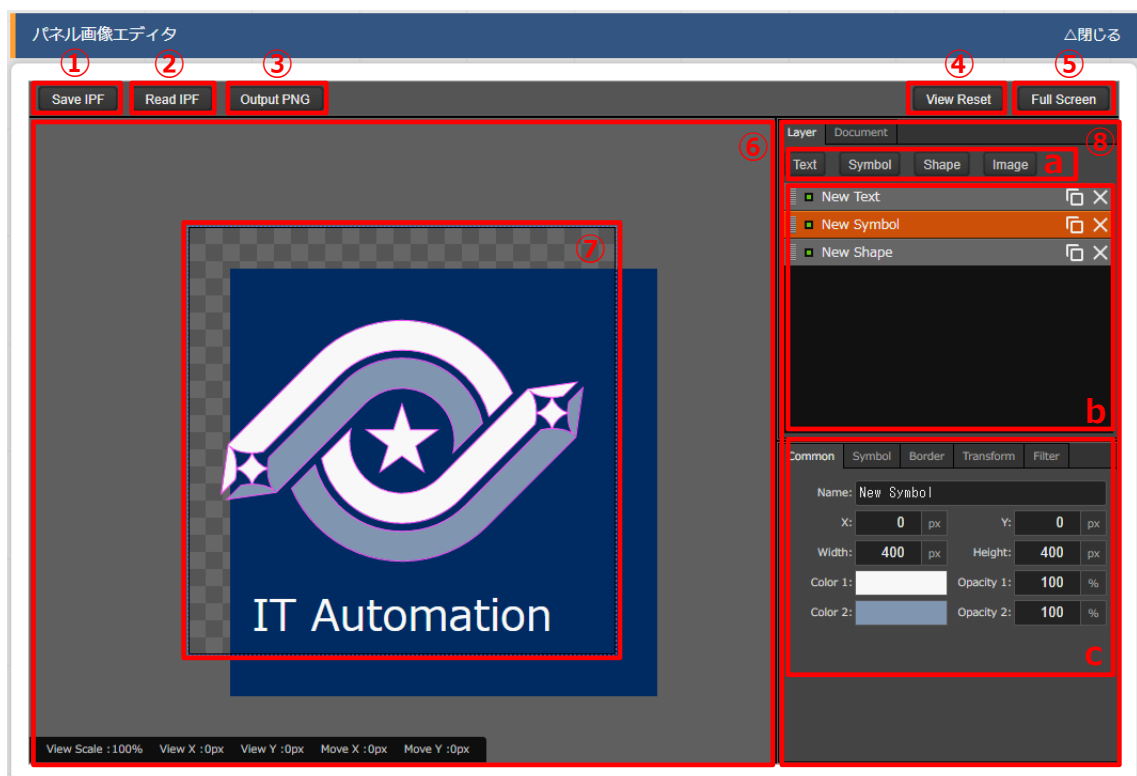 パネル画像エディタ △閉じる
① ② ③ ④ ⑤
Save IPF Read IPF Output PNG View Reset Full Screen
⑥ Layer Document ⑧
Text Symbol Shape Image a
New Text
New Symbol
⑦ New Shape
b
Common Symbol Border Transform Filter
Name: New Symbol
X: 0 px Y: 0 px
Width: 400 px Height: 400 px
Color 1: Opacity 1: 100 %
Color 2: Opacity 2: 100 %
IT Automation
c
View Scale :100% View X :0px View Y :0px Move X :0px Move Y :0px